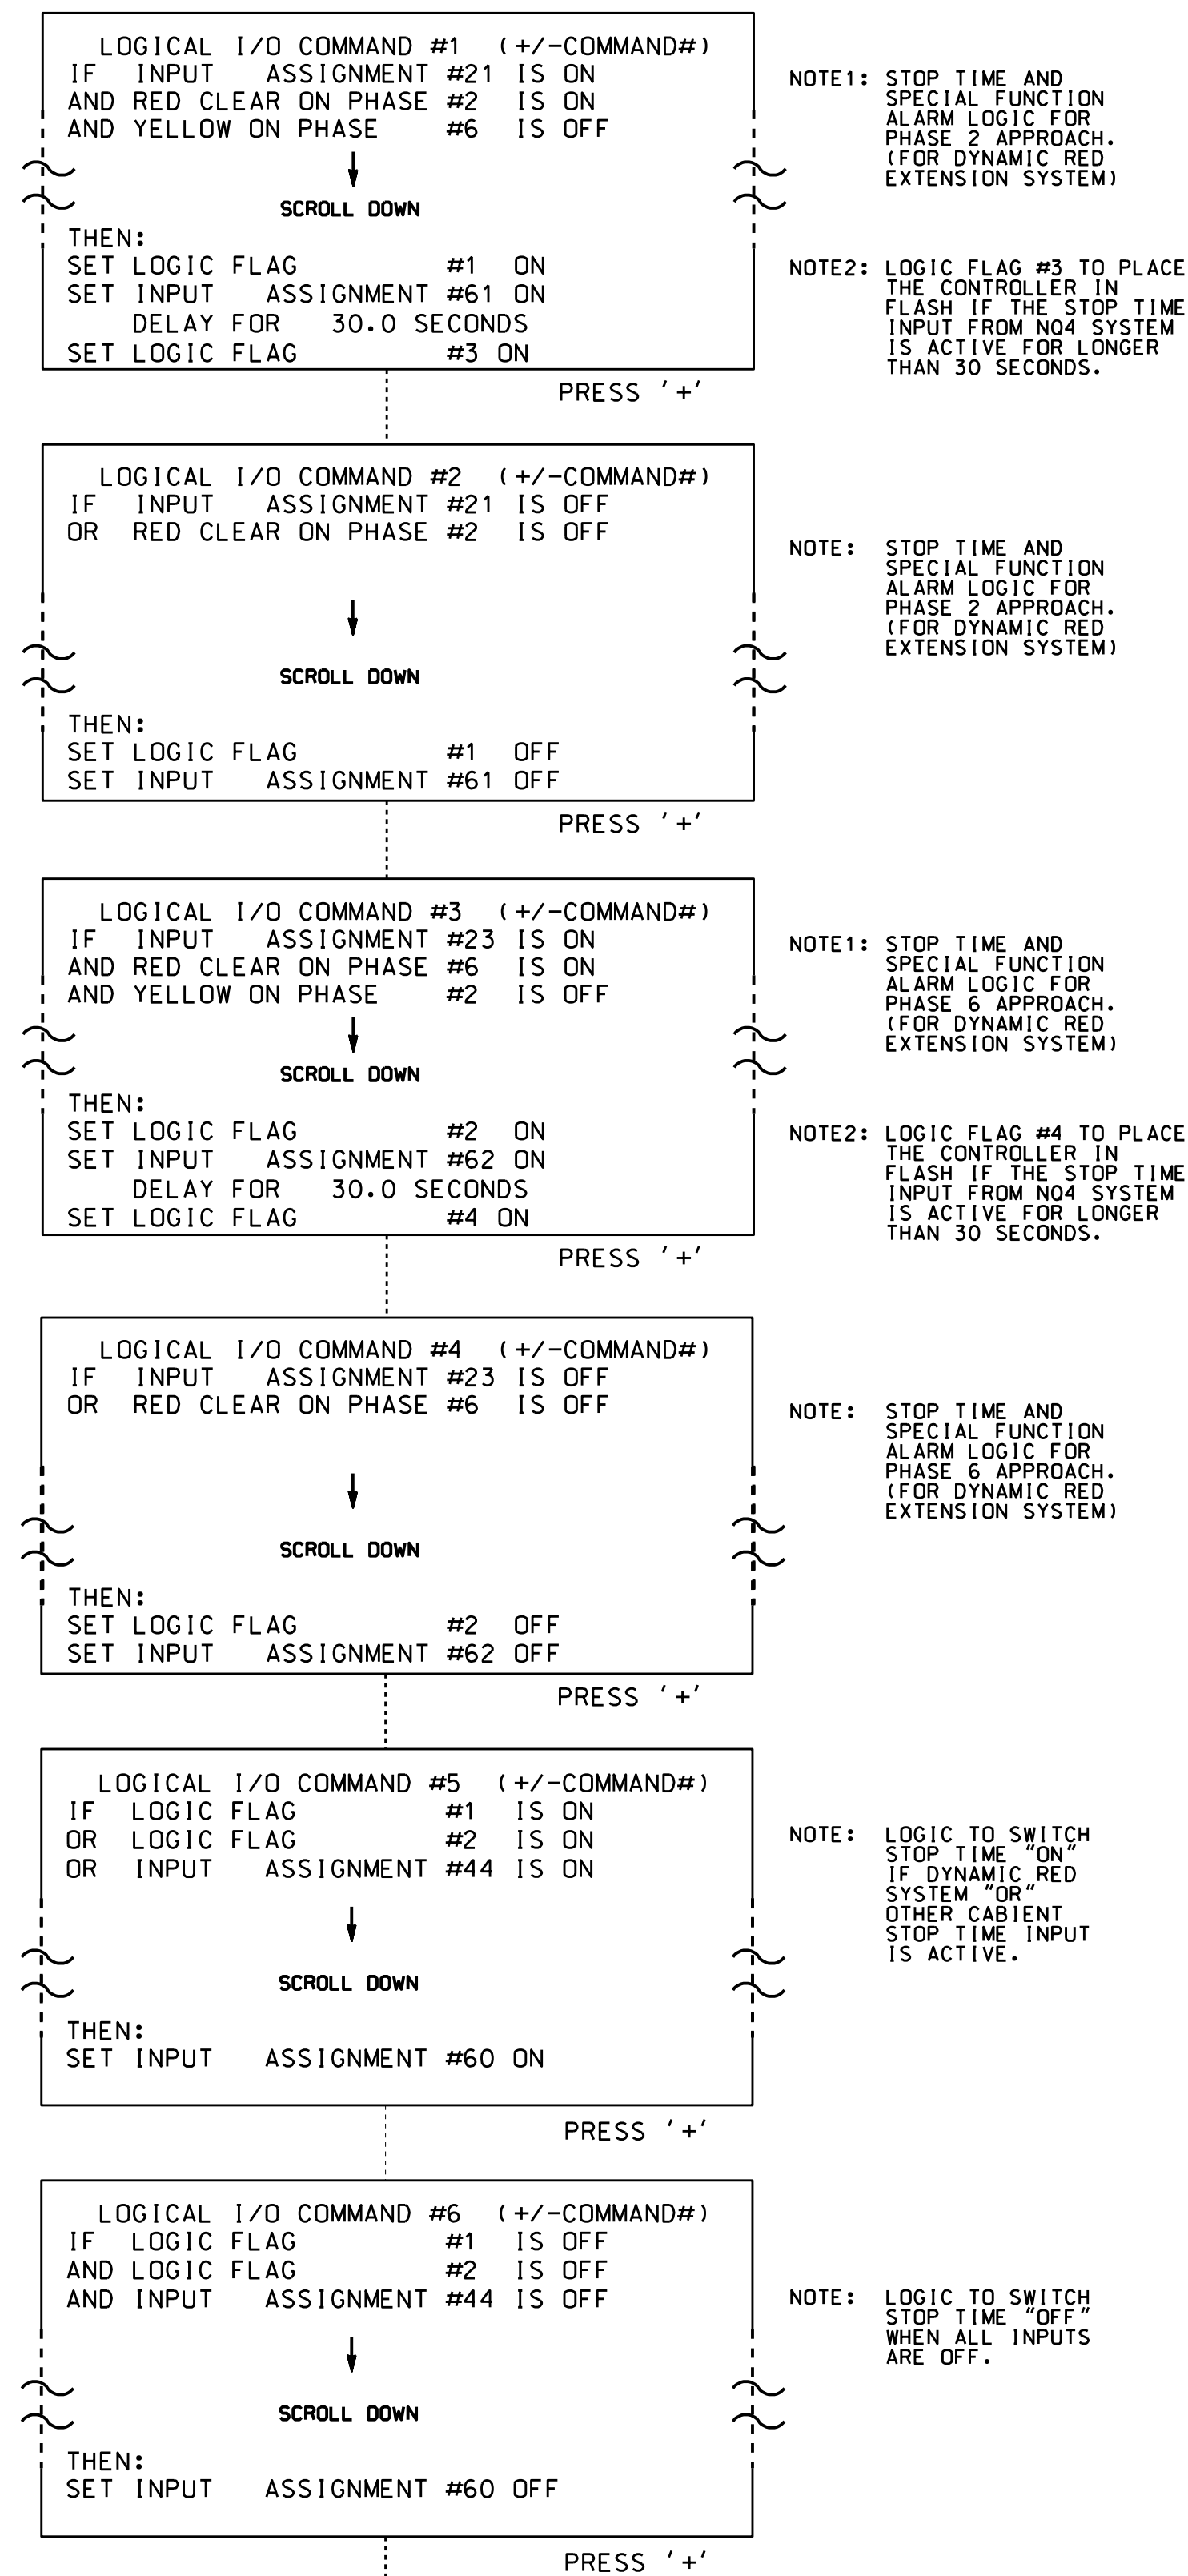 LOGICAL I/O COMMAND #1 (+/-COMMAND#)
IF INPUT ASSIGNMENT #21 IS ON
AND RED CLEAR ON PHASE #2 IS ON
AND YELLOW ON PHASE #6 IS OFF
SCROLL DOWN
THEN:
SET LOGIC FLAG #1 ON
SET INPUT ASSIGNMENT #61 ON
DELAY FOR 30.0 SECONDS
SET LOGIC FLAG #3 ON
NOTE1: STOP TIME AND
SPECIAL FUNCTION
ALARM LOGIC FOR
PHASE 2 APPROACH.
(FOR DYNAMIC RED
EXTENSION SYSTEM)
NOTE2: LOGIC FLAG #3 TO PLACE
THE CONTROLLER IN
FLASH IF THE STOP TIME
INPUT FROM NQ4 SYSTEM
IS ACTIVE FOR LONGER
THAN 30 SECONDS.
PRESS '+'
LOGICAL I/O COMMAND #2 (+/-COMMAND#)
IF INPUT ASSIGNMENT #21 IS OFF
OR RED CLEAR ON PHASE #2 IS OFF
SCROLL DOWN
THEN:
SET LOGIC FLAG #1 OFF
SET INPUT ASSIGNMENT #61 OFF
NOTE: STOP TIME AND
SPECIAL FUNCTION
ALARM LOGIC FOR
PHASE 2 APPROACH.
(FOR DYNAMIC RED
EXTENSION SYSTEM)
PRESS '+'
LOGICAL I/O COMMAND #3 (+/-COMMAND#)
IF INPUT ASSIGNMENT #23 IS ON
AND RED CLEAR ON PHASE #6 IS ON
AND YELLOW ON PHASE #2 IS OFF
SCROLL DOWN
THEN:
SET LOGIC FLAG #2 ON
SET INPUT ASSIGNMENT #62 ON
DELAY FOR 30.0 SECONDS
SET LOGIC FLAG #4 ON
NOTE1: STOP TIME AND
SPECIAL FUNCTION
ALARM LOGIC FOR
PHASE 6 APPROACH.
(FOR DYNAMIC RED
EXTENSION SYSTEM)
NOTE2: LOGIC FLAG #4 TO PLACE
THE CONTROLLER IN
FLASH IF THE STOP TIME
INPUT FROM NQ4 SYSTEM
IS ACTIVE FOR LONGER
THAN 30 SECONDS.
PRESS '+'
LOGICAL I/O COMMAND #4 (+/-COMMAND#)
IF INPUT ASSIGNMENT #23 IS OFF
OR RED CLEAR ON PHASE #6 IS OFF
SCROLL DOWN
THEN:
SET LOGIC FLAG #2 OFF
SET INPUT ASSIGNMENT #62 OFF
NOTE: STOP TIME AND
SPECIAL FUNCTION
ALARM LOGIC FOR
PHASE 6 APPROACH.
(FOR DYNAMIC RED
EXTENSION SYSTEM)
PRESS '+'
LOGICAL I/O COMMAND #5 (+/-COMMAND#)
IF LOGIC FLAG #1 IS ON
OR LOGIC FLAG #2 IS ON
OR INPUT ASSIGNMENT #44 IS ON
SCROLL DOWN
THEN:
SET INPUT ASSIGNMENT #60 ON
NOTE: LOGIC TO SWITCH
STOP TIME "ON"
IF DYNAMIC RED
SYSTEM "OR"
OTHER CABIENT
STOP TIME INPUT
IS ACTIVE.
PRESS '+'
LOGICAL I/O COMMAND #6 (+/-COMMAND#)
IF LOGIC FLAG #1 IS OFF
AND LOGIC FLAG #2 IS OFF
AND INPUT ASSIGNMENT #44 IS OFF
SCROLL DOWN
THEN:
SET INPUT ASSIGNMENT #60 OFF
NOTE: LOGIC TO SWITCH
STOP TIME "OFF"
WHEN ALL INPUTS
ARE OFF.
PRESS '+'